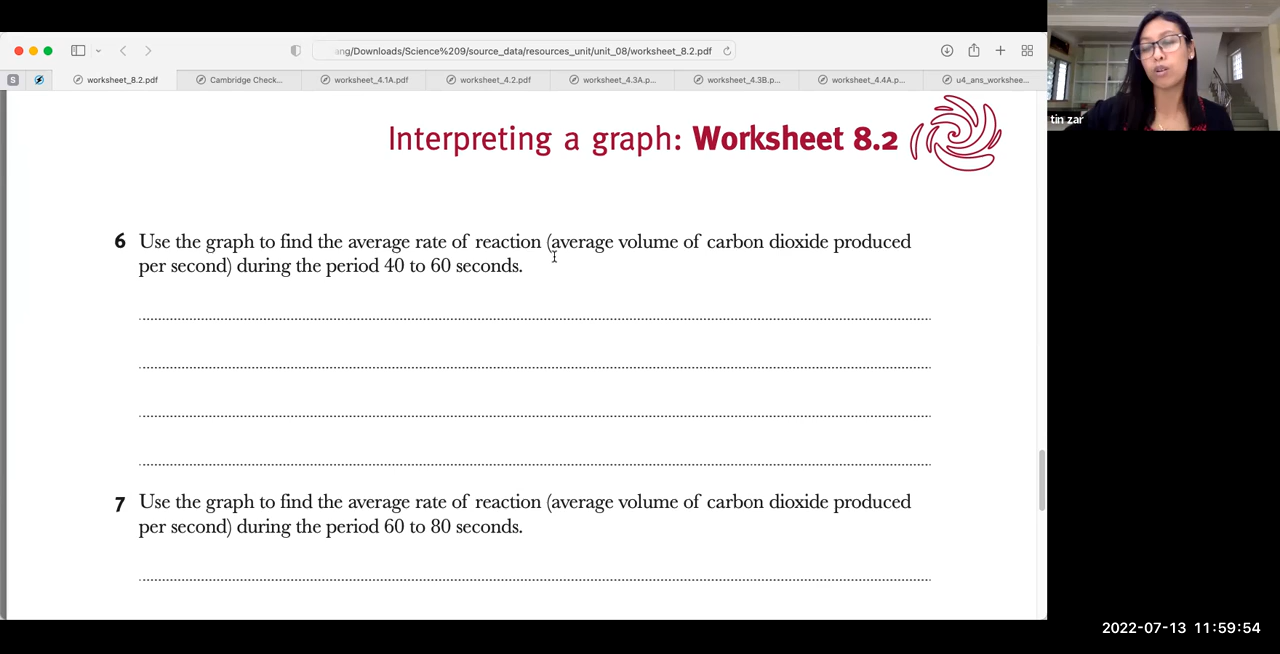 ang/Downloads/Science%209/source_data/resources_unit/unit_08/worksheet_8.2.pdf
S
worksheet_8.2.pdf
Cambridge Check...
worksheet_4.1A.pdf
worksheet_4.2.pdf
worksheet_4.3A.p...
worksheet_4.3B.p...
worksheet_4.4A.p...
u4_ans_workshee...
tin zar
Interpreting a graph: Worksheet 8.2
6 Use the graph to find the average rate of reaction (average volume of carbon dioxide produced
per second) during the period 40 to 60 seconds.
7 Use the graph to find the average rate of reaction (average volume of carbon dioxide produced
per second) during the period 60 to 80 seconds.
2022-07-13 11:59:54